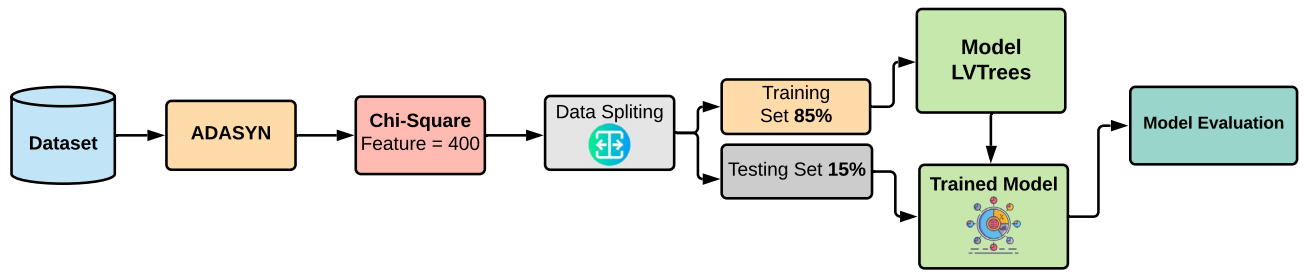 Dataset
ADASYN
Chi-Square
Feature = 400
Data Spliting
Training
Set 85%
Testing Set 15%
Model
LVTrees
Trained Model
Model Evaluation